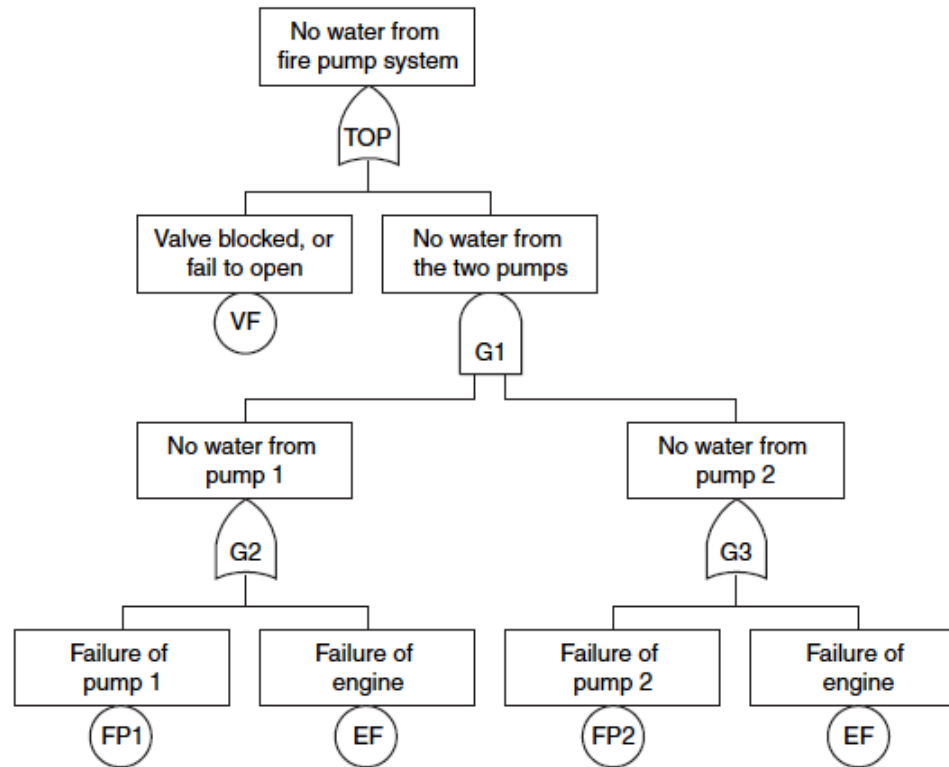 No water from
fire pump system
TOP
Valve blocked, or
fail to open
No water from
the two pumps
VF
G1
No water from
pump 1
No water from
pump 2
G2
G3
Failure of
pump 1
Failure of
engine
Failure of
pump 2
Failure of
engine
FP1
EF
FP2
EF